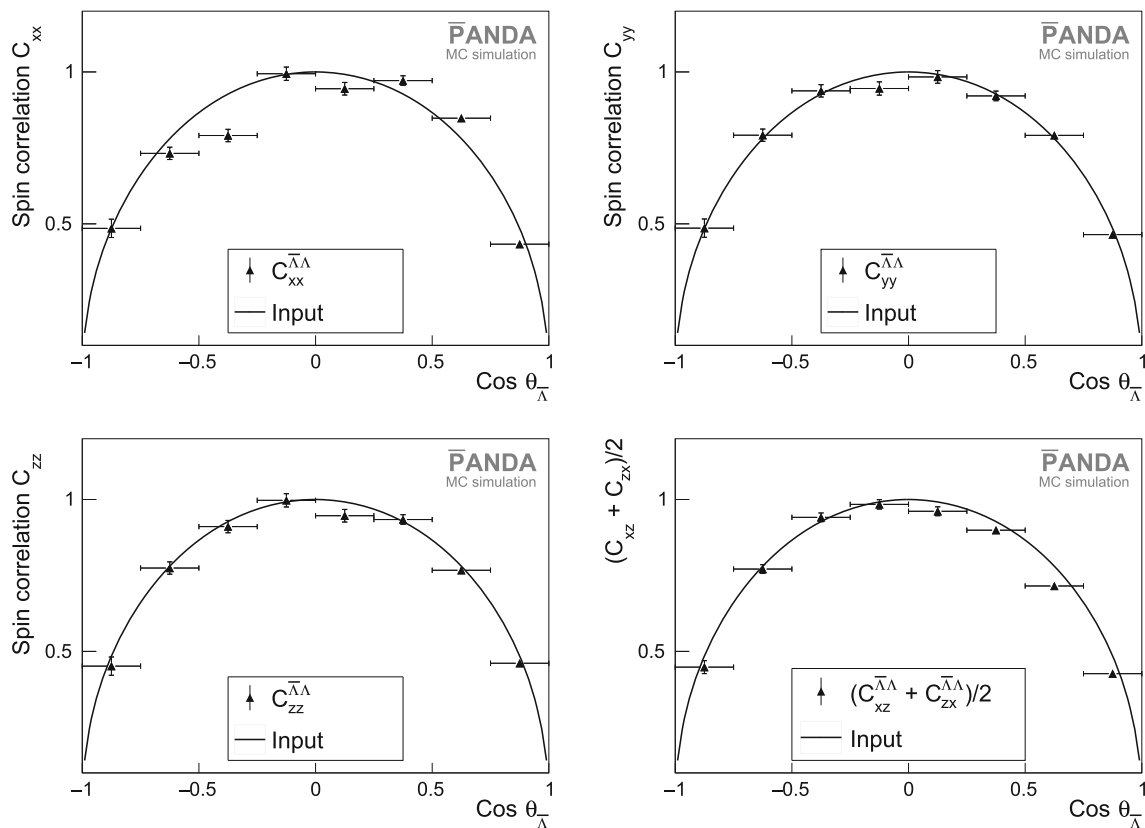 Spin correlation C_xx
P̅ANDA
MC simulation
1
0.5
C_xx^Λ̅Λ
Input
−1 −0.5 0 0.5 1
Cos θ_Λ̅
Spin correlation C_yy
P̅ANDA
MC simulation
1
0.5
C_yy^Λ̅Λ
Input
−1 −0.5 0 0.5 1
Cos θ_Λ̅
Spin correlation C_zz
P̅ANDA
MC simulation
1
0.5
C_zz^Λ̅Λ
Input
−1 −0.5 0 0.5 1
Cos θ_Λ̅
(C_xz + C_zx)/2
P̅ANDA
MC simulation
1
0.5
(C_xz^Λ̅Λ + C_zx^Λ̅Λ)/2
Input
−1 −0.5 0 0.5 1
Cos θ_Λ̅